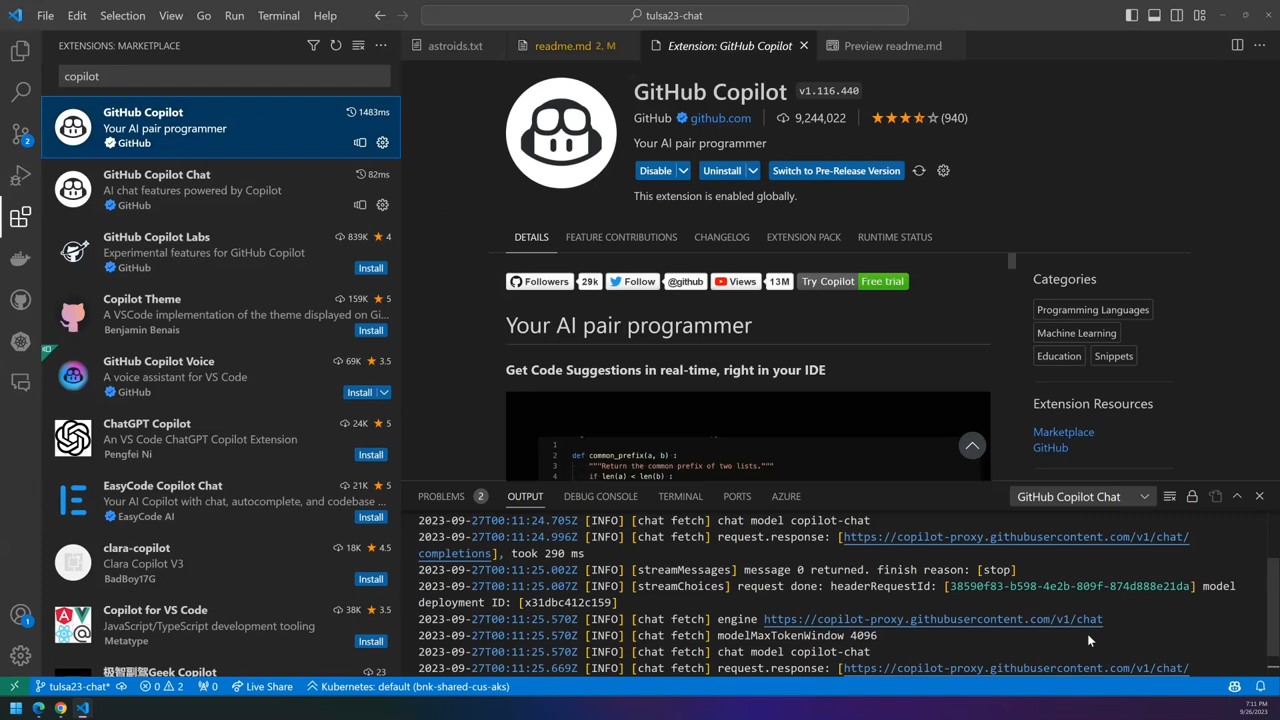 File Edit Selection View Go Run Terminal Help
tulsa23-chat
EXTENSIONS: MARKETPLACE
copilot
GitHub Copilot 1483ms
Your AI pair programmer
GitHub
GitHub Copilot Chat 82ms
AI chat features powered by Copilot
GitHub
GitHub Copilot Labs 839K ★ 4
Experimental features for GitHub Copilot
GitHub Install
Copilot Theme 159K ★ 5
A VSCode implementation of the theme displayed on Gi...
Benjamin Benais Install
GitHub Copilot Voice 69K ★ 3.5
A voice assistant for VS Code
GitHub Install
ChatGPT Copilot 24K ★ 5
An VS Code ChatGPT Copilot Extension
Pengfei Ni Install
EasyCode Copilot 21K ★ 5
Your AI Copilot with chat, autocomplete, and codebase ...
EasyCode AI Install
clara-copilot 18K ★ 4.5
Clara Copilot V3
BadBoy17G Install
Copilot for VS Code 38K ★ 3.5
JavaScript/TypeScript development tooling
Metatype Install
极智副驾Geek Copilot 23
astroids.txt readme.md 2, M Extension: GitHub Copilot Preview readme.md
GitHub Copilot v1.116.440
GitHub github.com 9,244,022 (940)
Your AI pair programmer
Disable Uninstall Switch to Pre-Release Version
This extension is enabled globally.
DETAILS FEATURE CONTRIBUTIONS CHANGELOG EXTENSION PACK RUNTIME STATUS
Followers 29k Follow @github Views 13M Try Copilot Free trial
Your AI pair programmer
Get Code Suggestions in real-time, right in your IDE
1
2 def common_prefix(a, b) :
3 """Return the common prefix of two lists."""
4 if len(a) < len(b) :
Categories
Programming Languages
Machine Learning
Education Snippets
Extension Resources
Marketplace
GitHub
PROBLEMS 2 OUTPUT DEBUG CONSOLE TERMINAL PORTS AZURE GitHub Copilot Chat
2023-09-27T00:11:24.705Z [INFO] [chat fetch] chat model copilot-chat
2023-09-27T00:11:24.996Z [INFO] [chat fetch] request.response: [https://copilot-proxy.githubusercontent.com/v1/chat/
completions], took 290 ms
2023-09-27T00:11:25.002Z [INFO] [streamMessages] message 0 returned. finish reason: [stop]
2023-09-27T00:11:25.007Z [INFO] [streamChoices] request done: headerRequestId: [38590f83-b598-4e2b-809f-874d888e21da] model
deployment ID: [x31dbc412c159]
2023-09-27T00:11:25.570Z [INFO] [chat fetch] engine https://copilot-proxy.githubusercontent.com/v1/chat
2023-09-27T00:11:25.570Z [INFO] [chat fetch] modelMaxTokenWindow 4096
2023-09-27T00:11:25.570Z [INFO] [chat fetch] chat model copilot-chat
2023-09-27T00:11:25.669Z [INFO] [chat fetch] request.response: [https://copilot-proxy.githubusercontent.com/v1/chat/
tulsa23-chat* 0 2 0 Live Share Kubernetes: default (bnk-shared-cus-aks)
7:11 PM
9/26/2023